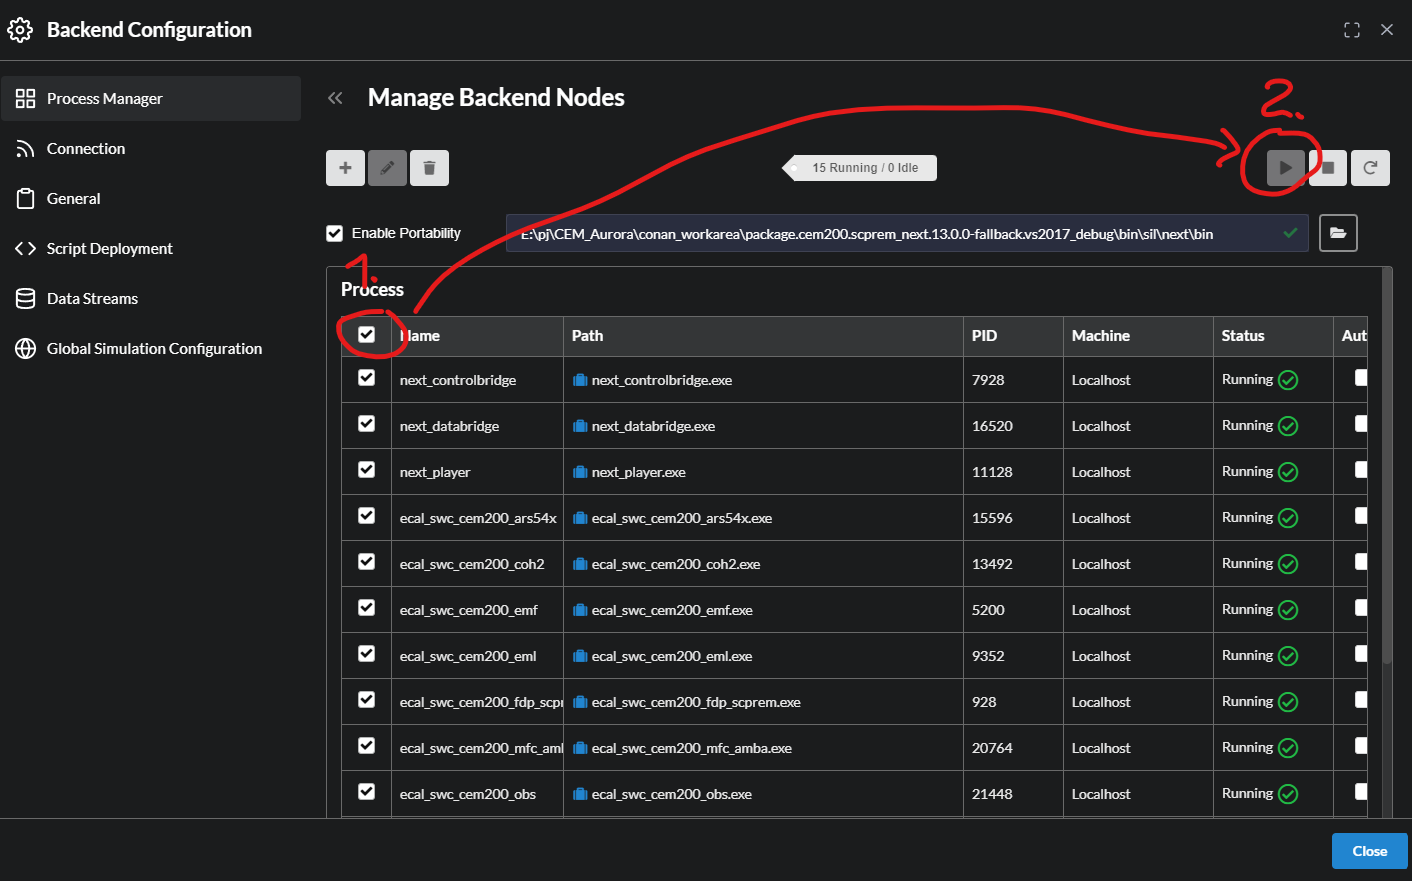 Backend Configuration
Process Manager
Connection
General
Script Deployment
Data Streams
Global Simulation Configuration
Manage Backend Nodes
2.
15 Running / 0 Idle
Enable Portability
E:\pj\CEM_Aurora\conan_workarea\package.cem200.scprem_next.13.0.0-fallback.vs2017_debug\bin\sil\next\bin
1.
Process
Name Path PID Machine Status Aut
next_controlbridge next_controlbridge.exe 7928 Localhost Running
next_databridge next_databridge.exe 16520 Localhost Running
next_player next_player.exe 11128 Localhost Running
ecal_swc_cem200_ars54x ecal_swc_cem200_ars54x.exe 15596 Localhost Running
ecal_swc_cem200_coh2 ecal_swc_cem200_coh2.exe 13492 Localhost Running
ecal_swc_cem200_emf ecal_swc_cem200_emf.exe 5200 Localhost Running
ecal_swc_cem200_eml ecal_swc_cem200_eml.exe 9352 Localhost Running
ecal_swc_cem200_fdp_scpr ecal_swc_cem200_fdp_scprem.exe 928 Localhost Running
ecal_swc_cem200_mfc_aml ecal_swc_cem200_mfc_amba.exe 20764 Localhost Running
ecal_swc_cem200_obs ecal_swc_cem200_obs.exe 21448 Localhost Running
Close